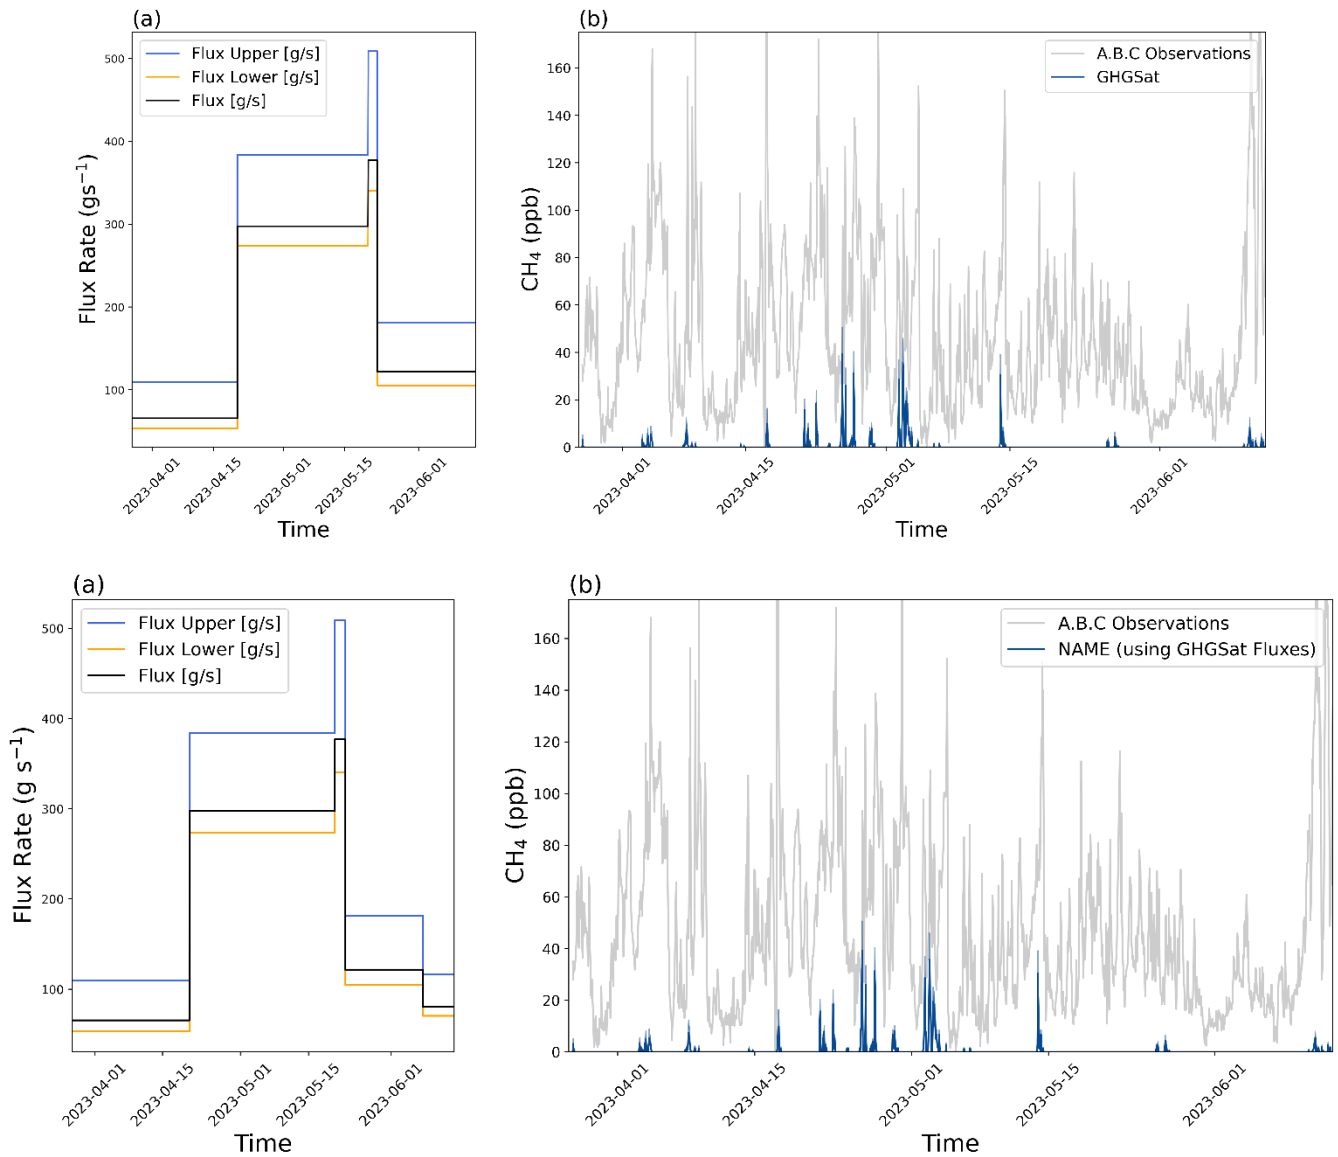 (a)
Flux Upper [g/s]
Flux Lower [g/s]
Flux [g/s]
500
400
300
200
100
Flux Rate (gs⁻¹)
2023-04-01
2023-04-15
2023-05-01
2023-05-15
2023-06-01
Time
(b)
A.B.C Observations
GHGSat
160
140
120
100
80
60
40
20
0
CH₄ (ppb)
2023-04-01
2023-04-15
2023-05-01
2023-05-15
2023-06-01
Time
(a)
Flux Upper [g/s]
Flux Lower [g/s]
Flux [g/s]
500
400
300
200
100
Flux Rate (g s⁻¹)
2023-04-01
2023-04-15
2023-05-01
2023-05-15
2023-06-01
Time
(b)
A.B.C Observations
NAME (using GHGSat Fluxes)
160
140
120
100
80
60
40
20
0
CH₄ (ppb)
2023-04-01
2023-04-15
2023-05-01
2023-05-15
2023-06-01
Time